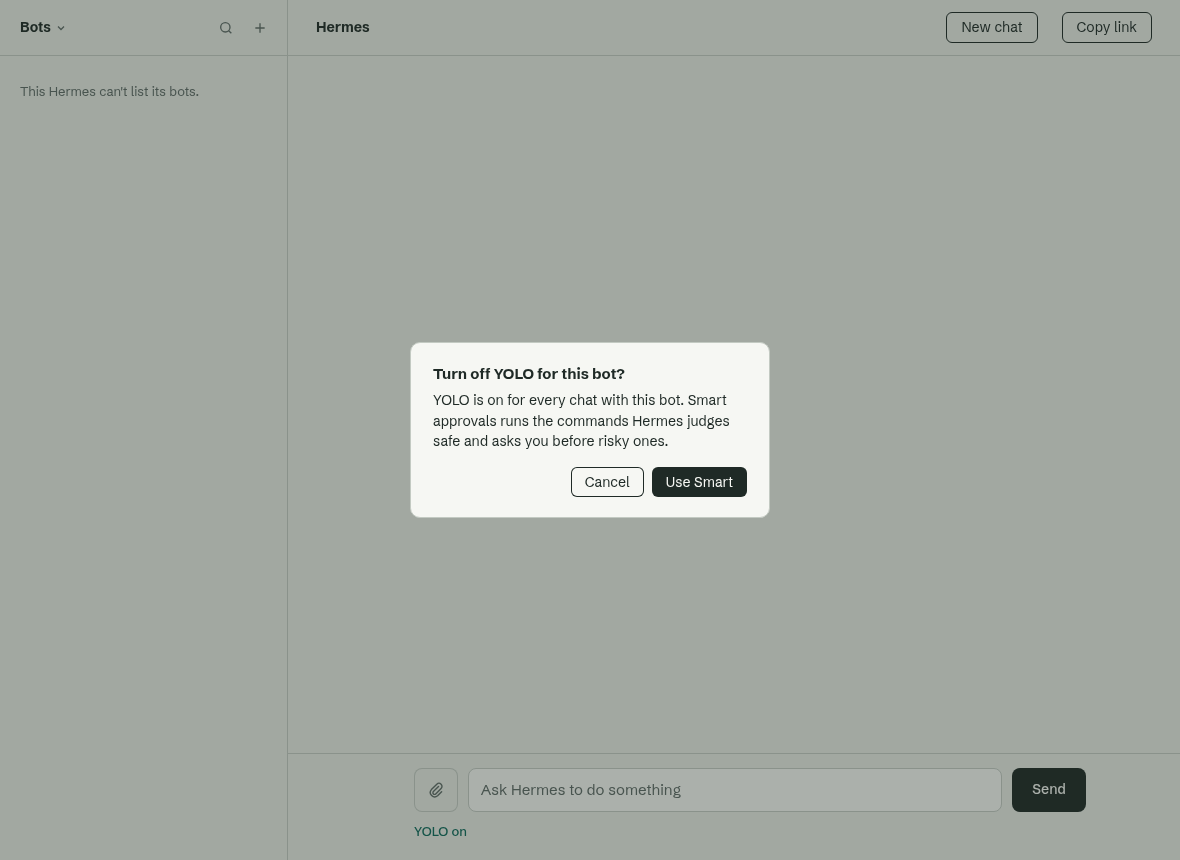 Bots
Hermes
New chat
Copy link
This Hermes can't list its bots.
Turn off YOLO for this bot?
YOLO is on for every chat with this bot. Smart
approvals runs the commands Hermes judges
safe and asks you before risky ones.
Cancel
Use Smart
Ask Hermes to do something
Send
YOLO on